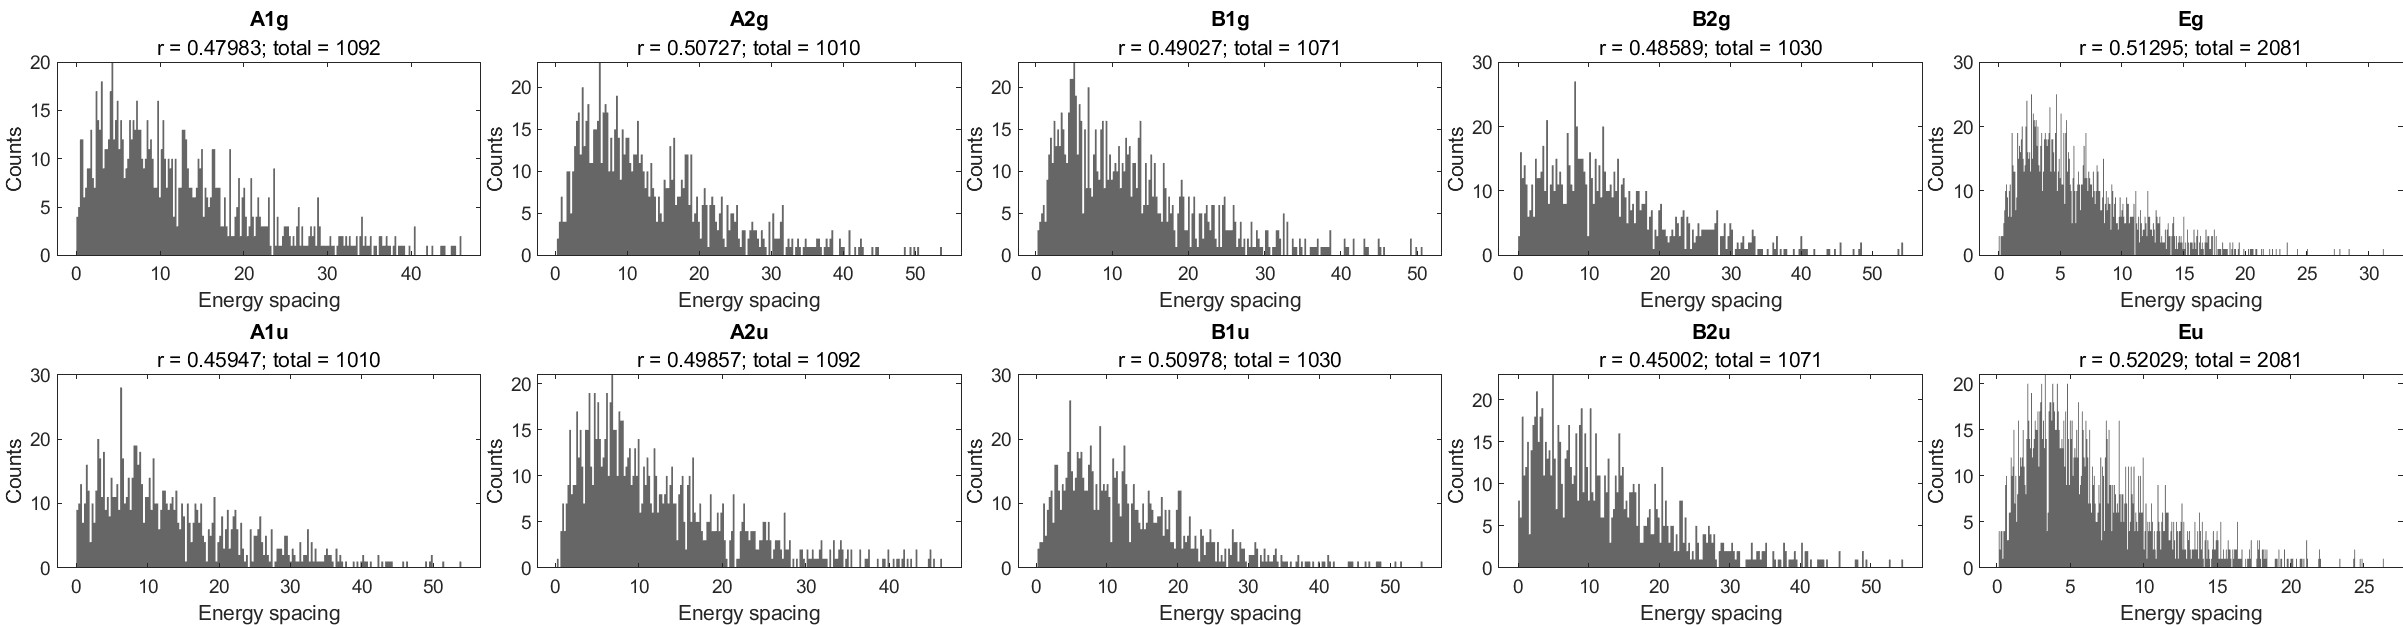 A1g
r = 0.47983; total = 1092
20
15
10
5
0
Counts
0 10 20 30 40
Energy spacing
A2g
r = 0.50727; total = 1010
20
15
10
5
0
Counts
0 10 20 30 40 50
Energy spacing
B1g
r = 0.49027; total = 1071
20
15
10
5
0
Counts
0 10 20 30 40 50
Energy spacing
B2g
r = 0.48589; total = 1030
30
20
10
0
Counts
0 10 20 30 40 50
Energy spacing
Eg
r = 0.51295; total = 2081
30
20
10
0
Counts
0 5 10 15 20 25 30
Energy spacing
A1u
r = 0.45947; total = 1010
30
20
10
0
Counts
0 10 20 30 40 50
Energy spacing
A2u
r = 0.49857; total = 1092
20
15
10
5
0
Counts
0 10 20 30 40
Energy spacing
B1u
r = 0.50978; total = 1030
30
20
10
0
Counts
0 10 20 30 40 50
Energy spacing
B2u
r = 0.45002; total = 1071
20
15
10
5
0
Counts
0 10 20 30 40 50
Energy spacing
Eu
r = 0.52029; total = 2081
20
15
10
5
0
Counts
0 5 10 15 20 25
Energy spacing